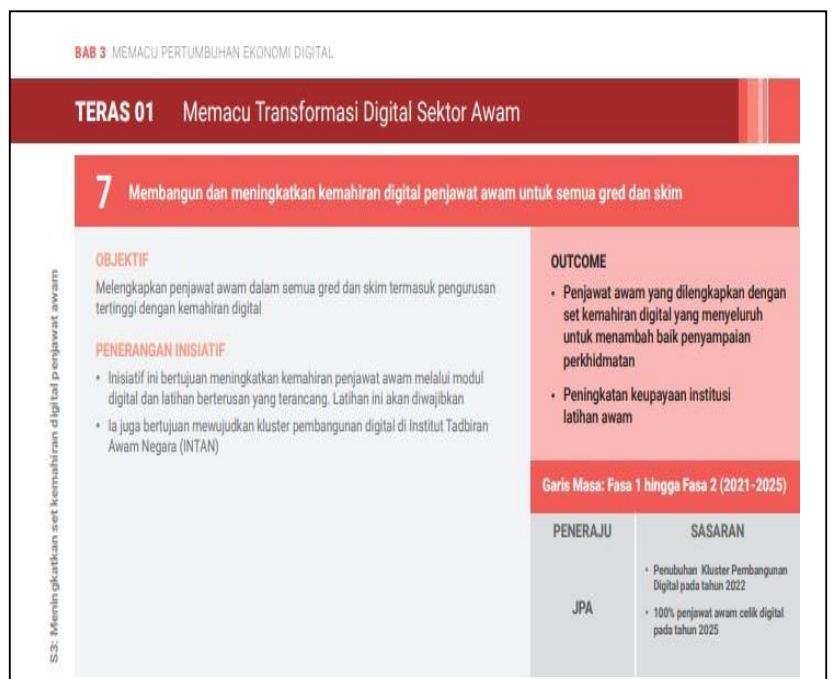 BAB 3 MEMACU PERTUMBUHAN EKONOMI DIGITAL
TERAS 01 Memacu Transformasi Digital Sektor Awam
7 Membangun dan meningkatkan kemahiran digital penjawat awam untuk semua gred dan skim
S3: Meningkatkan set kemahiran digital penjawat awam
OBJEKTIF
Melengkapkan penjawat awam dalam semua gred dan skim termasuk pengurusan
tertinggi dengan kemahiran digital
PENERANGAN INISIATIF
• Inisiatif ini bertujuan meningkatkan kemahiran penjawat awam melalui modul
digital dan latihan berterusan yang terancang. Latihan ini akan diwajibkan
• Ia juga bertujuan mewujudkan kluster pembangunan digital di Institut Tadbiran
Awam Negara (INTAN)
OUTCOME
• Penjawat awam yang dilengkapkan dengan
set kemahiran digital yang menyeluruh
untuk menambah baik penyampaian
perkhidmatan
• Peningkatan keupayaan institusi
latihan awam
Garis Masa: Fasa 1 hingga Fasa 2 (2021-2025)
PENERAJU
JPA
SASARAN
• Penubuhan Kluster Pembangunan
Digital pada tahun 2022
• 100% penjawat awam celik digital
pada tahun 2025